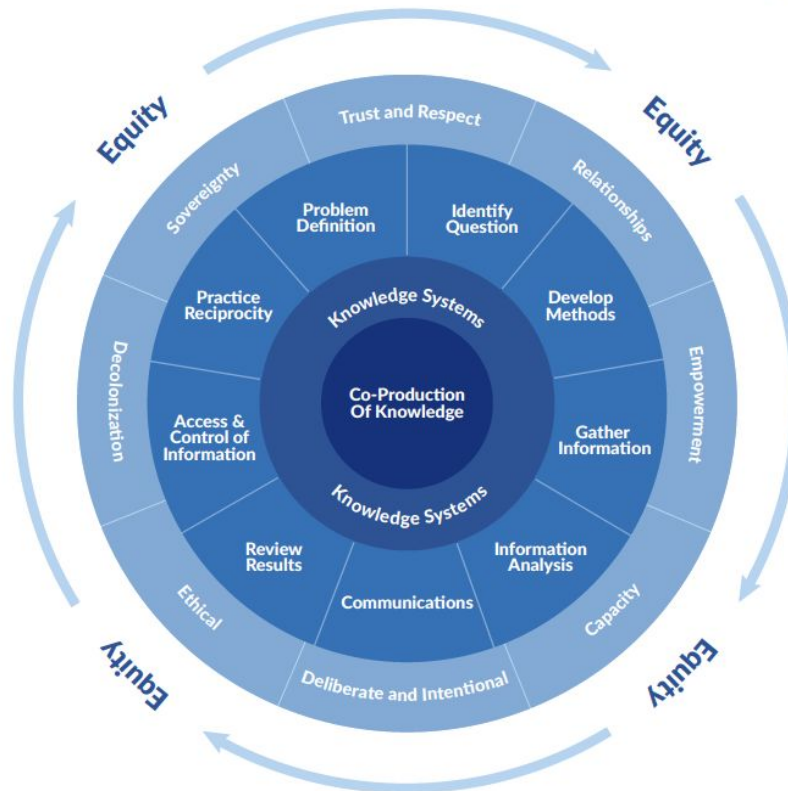 Equity
Equity
Equity
Equity
Trust and Respect
Relationships
Empowerment
Capacity
Deliberate and Intentional
Ethical
Decolonization
Sovereignty
Problem
Definition
Identify
Question
Develop
Methods
Gather
Information
Information
Analysis
Communications
Review
Results
Access &
Control of
Information
Practice
Reciprocity
Knowledge Systems
Co-Production
Of Knowledge
Knowledge Systems